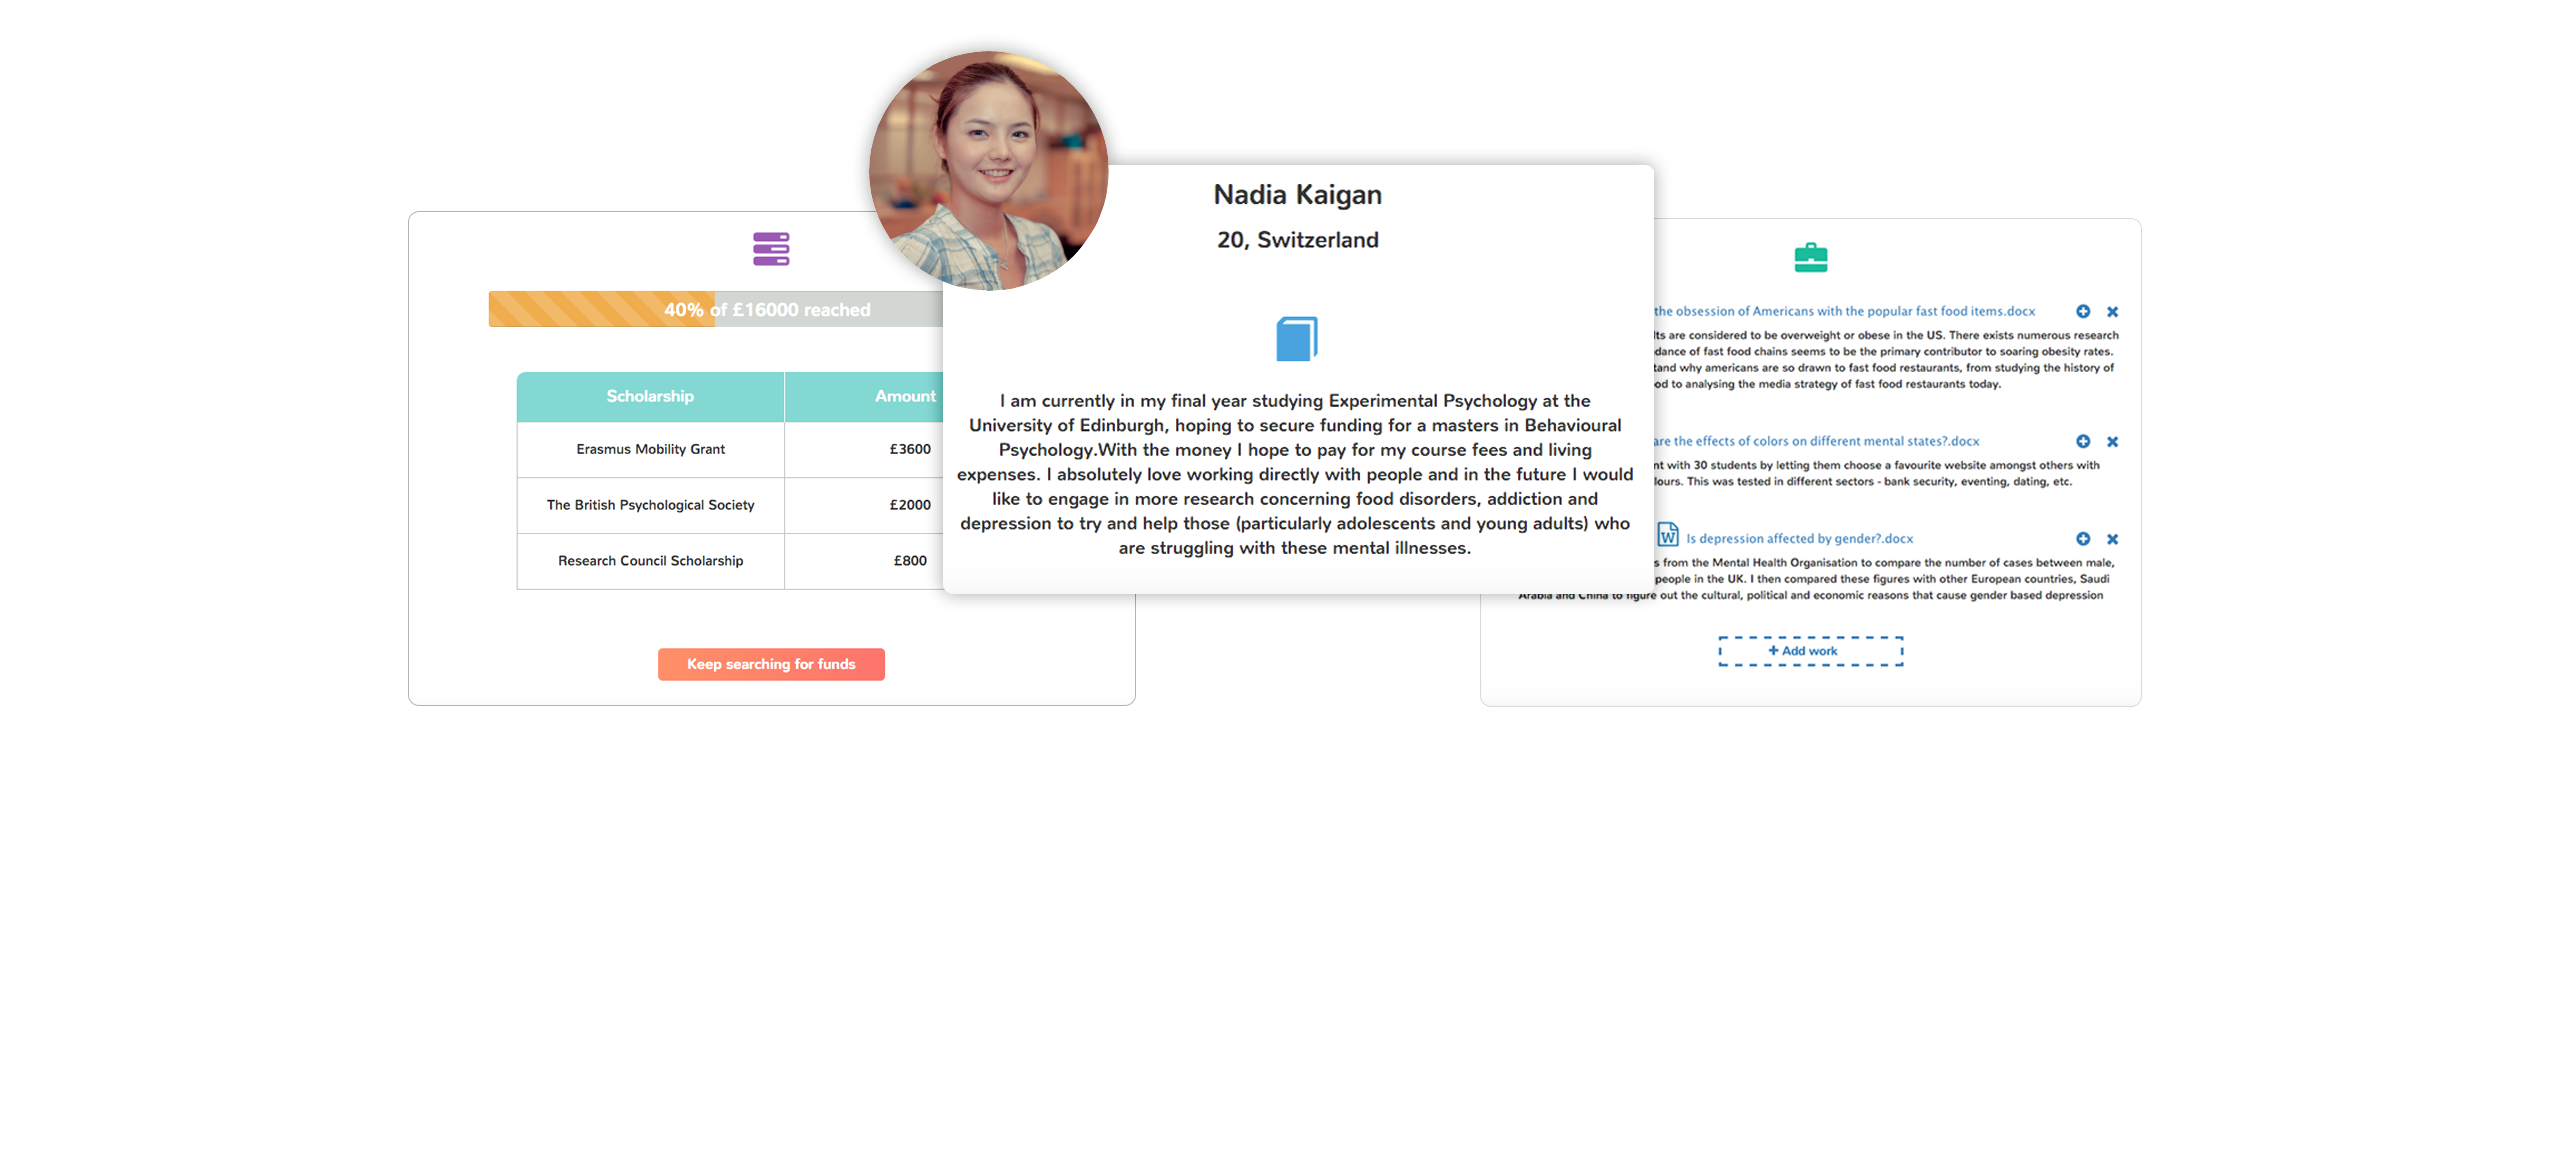 Nadia Kaigan
20, Switzerland
I am currently in my final year studying Experimental Psychology at the
University of Edinburgh, hoping to secure funding for a masters in Behavioural
Psychology.With the money I hope to pay for my course fees and living
expenses. I absolutely love working directly with people and in the future I would
like to engage in more research concerning food disorders, addiction and
depression to try and help those (particularly adolescents and young adults) who
are struggling with these mental illnesses.
40% of £16000 reached
Scholarship Amount
Erasmus Mobility Grant £3600
The British Psychological Society £2000
Research Council Scholarship £800
Keep searching for funds
the obsession of Americans with the popular fast food items.docx
are considered to be overweight or obese in the US. There exists numerous research
of fast food chains seems to be the primary contributor to soaring obesity rates.
why americans are so drawn to fast food restaurants, from studying the history of
to analysing the media strategy of fast food restaurants today.
are the effects of colors on different mental states?.docx
with 30 students by letting them choose a favourite website amongst others with
This was tested in different sectors - bank security, eventing, dating, etc.
W Is depression affected by gender?.docx
from the Mental Health Organisation to compare the number of cases between male,
people in the UK. I then compared these figures with other European countries, Saudi
Arabia and China to figure out the cultural, political and economic reasons that cause gender based depression
+ Add work